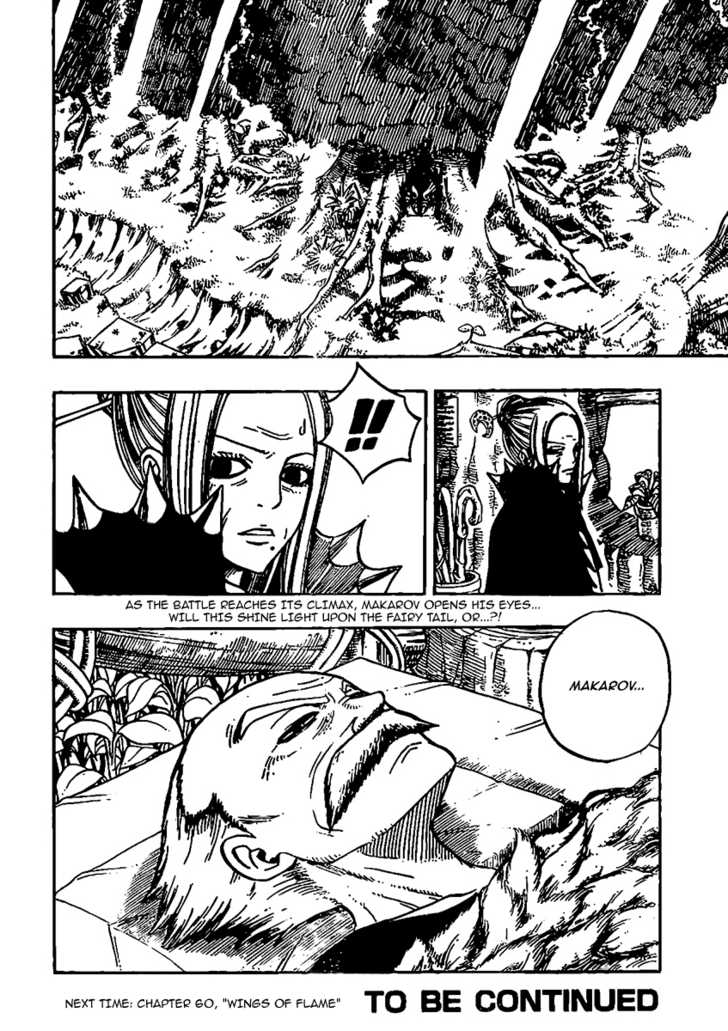 !!
AS THE BATTLE REACHES ITS CLIMAX, MAKAROV OPENS HIS EYES...
WILL THIS SHINE LIGHT UPON THE FAIRY TAIL, OR...?!
MAKAROV...
NEXT TIME: CHAPTER 60, "WINGS OF FLAME"
TO BE CONTINUED